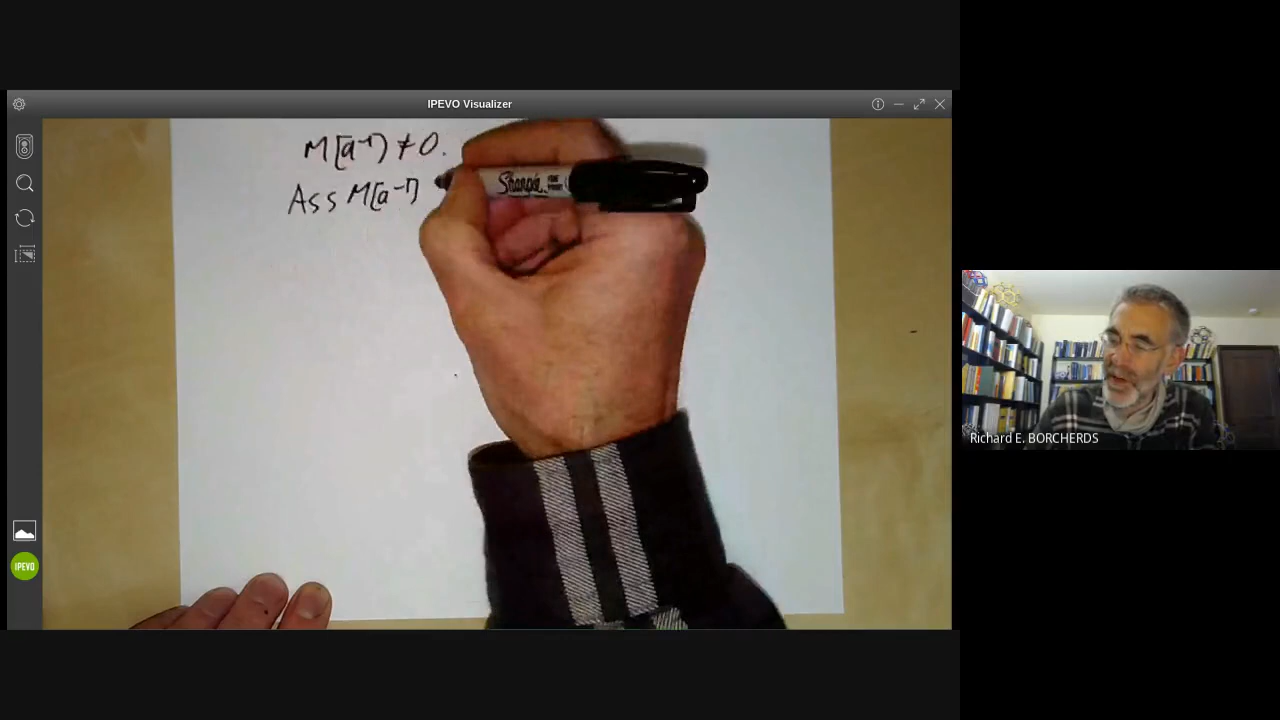 IPEVO Visualizer
M[a⁻¹] ≠ 0.
Ass M[a⁻¹]
Sharpie
IPEVO
Richard E. BORCHERDS